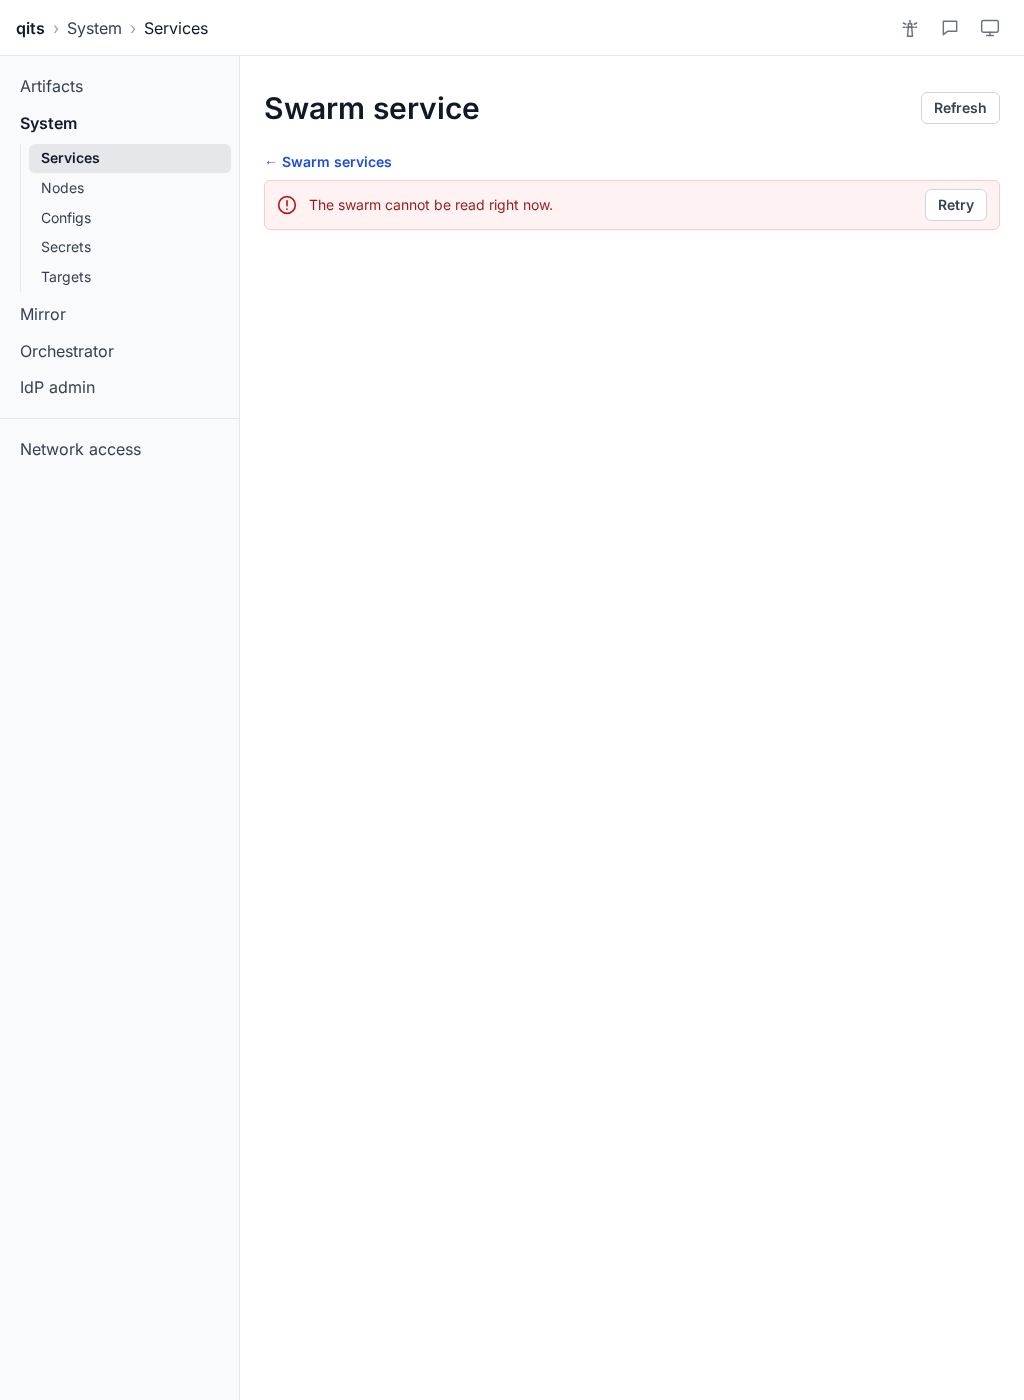 qits › System › Services
Artifacts
System
Services
Nodes
Configs
Secrets
Targets
Mirror
Orchestrator
IdP admin
Network access
Swarm service
Refresh
← Swarm services
The swarm cannot be read right now.
Retry